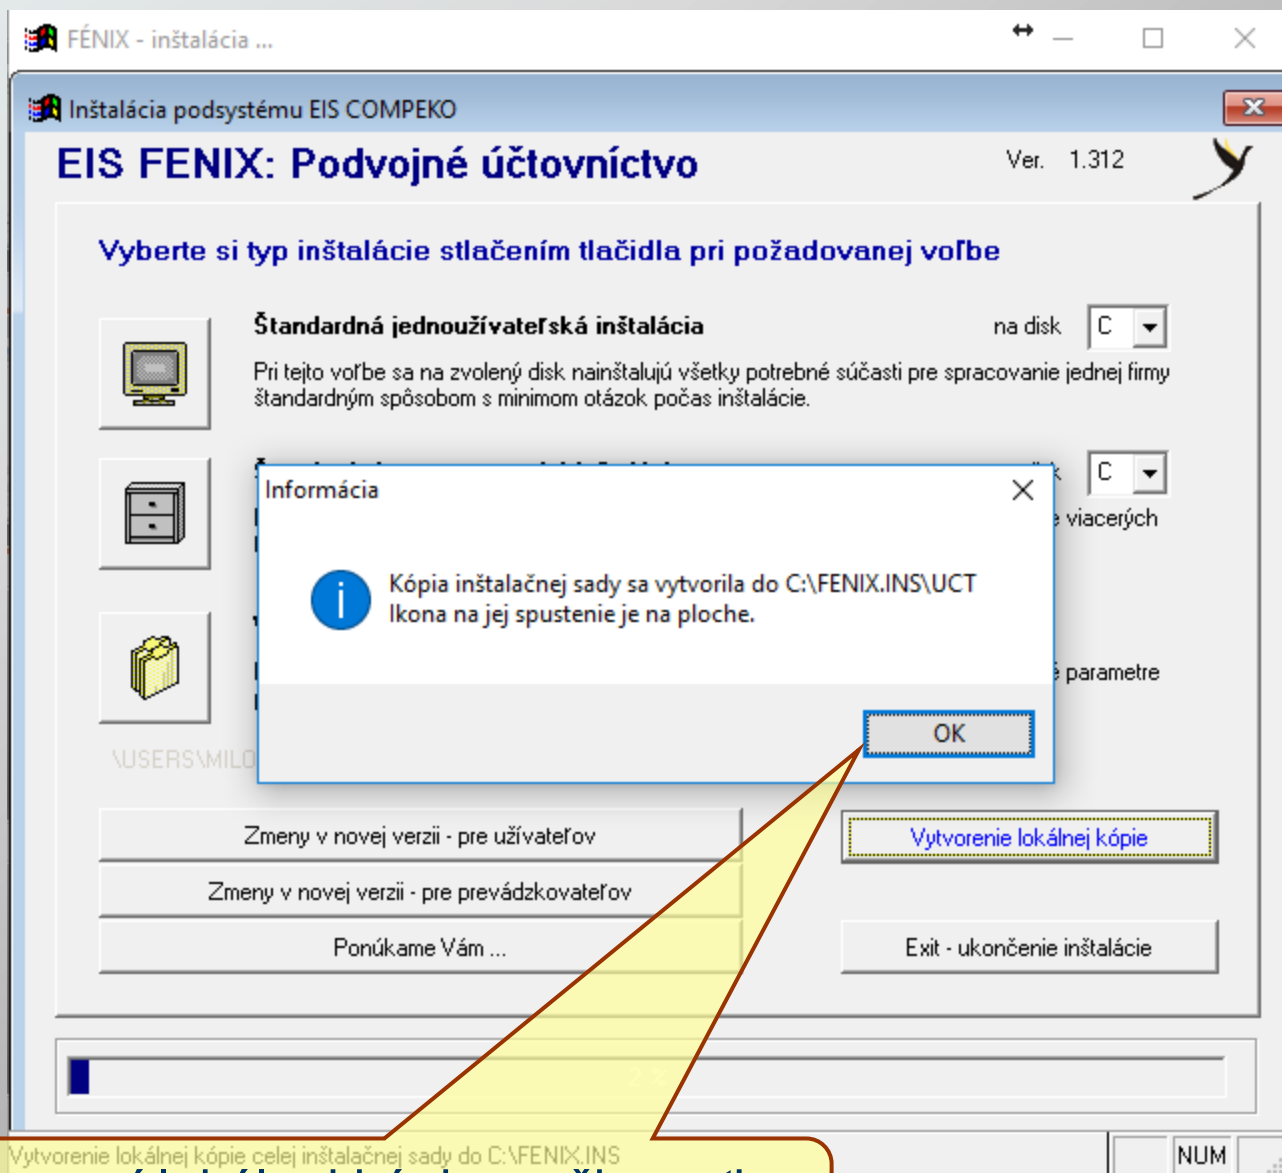 FÉNIX - inštalácia ...
Inštalácia podsystému EIS COMPEKO
EIS FENIX: Podvojné účtovníctvo
Ver. 1.312
Vyberte si typ inštalácie stlačením tlačidla pri požadovanej voľbe
Štandardná jednoužívateľská inštalácia
na disk C
Pri tejto voľbe sa na zvolený disk nainštalujú všetky potrebné súčasti pre spracovanie jednej firmy
štandardným spôsobom s minimom otázok počas inštalácie.
C
viacerých
Informácia
Kópia inštalačnej sady sa vytvorila do C:\FENIX.INS\UCT
Ikona na jej spustenie je na ploche.
parametre
OK
\USERS\MILO
Zmeny v novej verzii - pre užívateľov
Vytvorenie lokálnej kópie
Zmeny v novej verzii - pre prevádzkovateľov
Ponúkame Vám ...
Exit - ukončenie inštalácie
2 %
Vytvorenie lokálnej kópie celej inštalačnej sady do C:\FENIX.INS
NUM